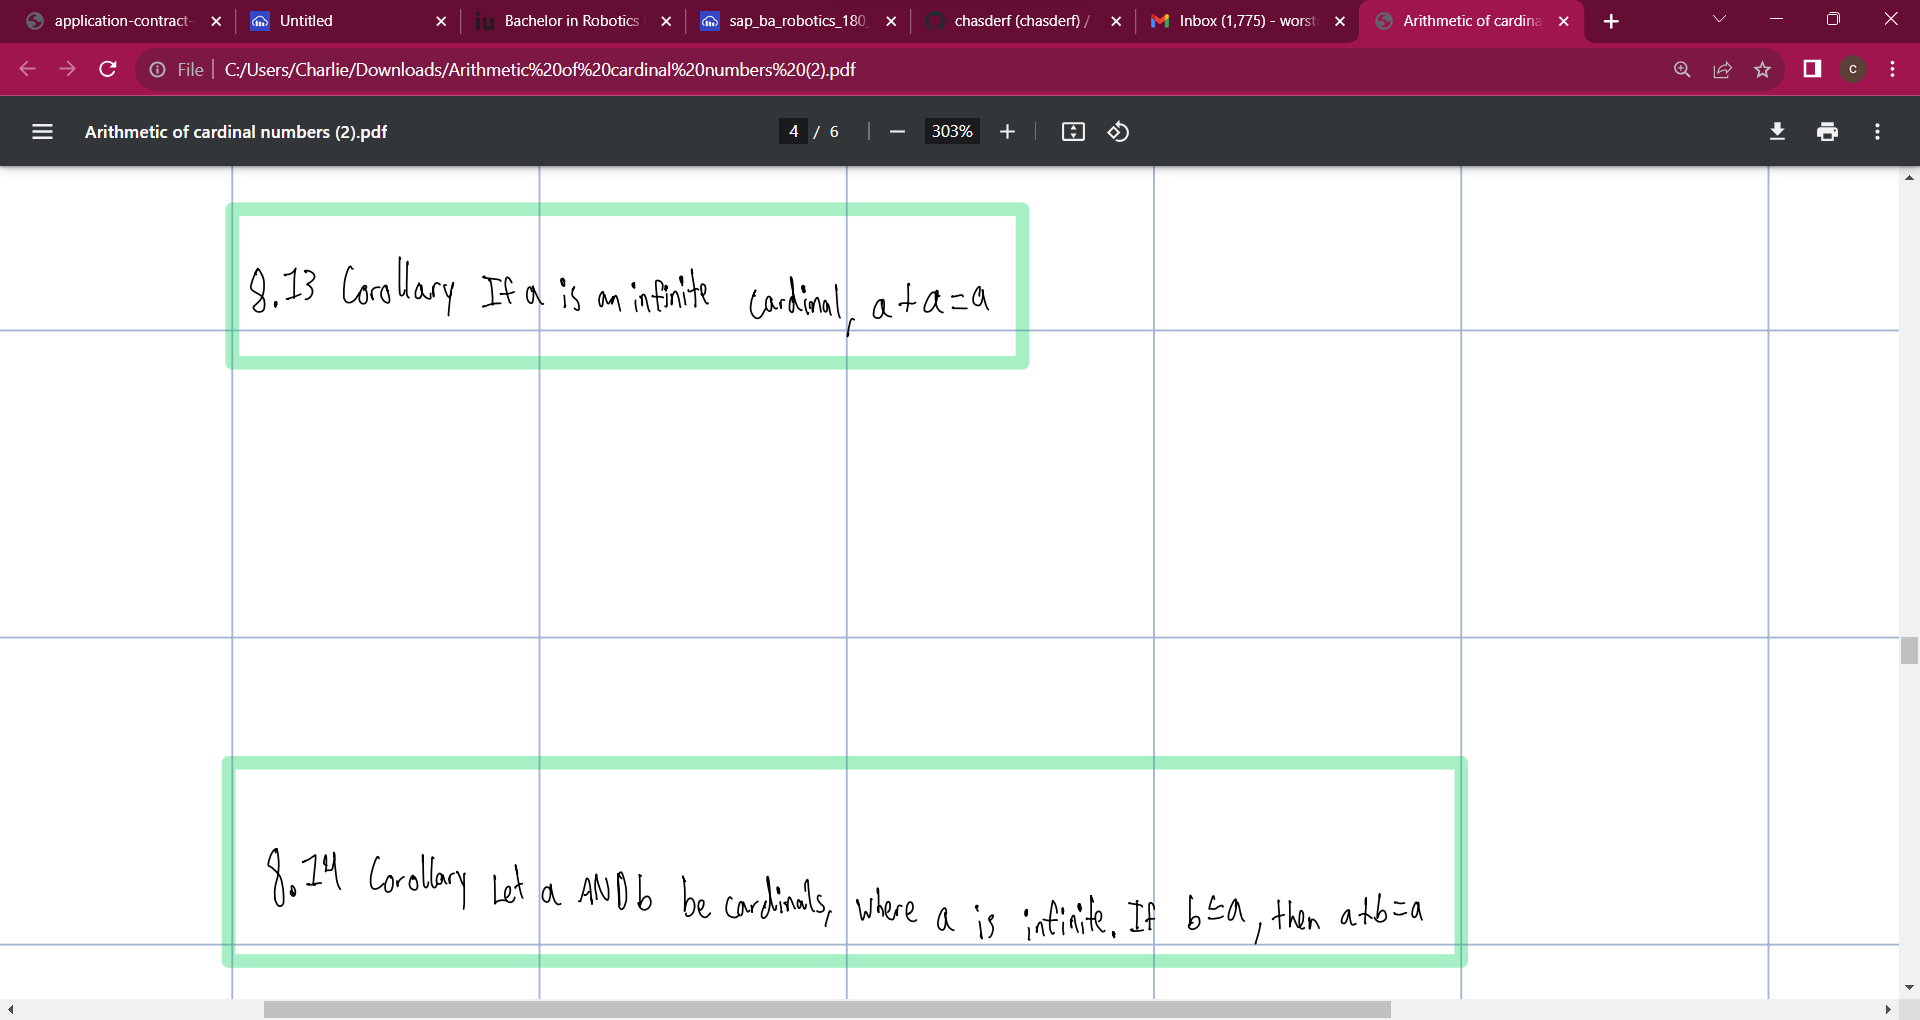 application-contract-
Untitled
iu Bachelor in Robotics
sap_ba_robotics_180
chasderf (chasderf) /
Inbox (1,775) - worst
Arithmetic of cardina
File | C:/Users/Charlie/Downloads/Arithmetic%20of%20cardinal%20numbers%20(2).pdf
c
Arithmetic of cardinal numbers (2).pdf
4 / 6
303%
8.13 Corollary If a is an infinite cardinal, a+a=a
8.14 Corollary Let a AND b be cardinals, where a is infinite. If b≤a, then a+b=a